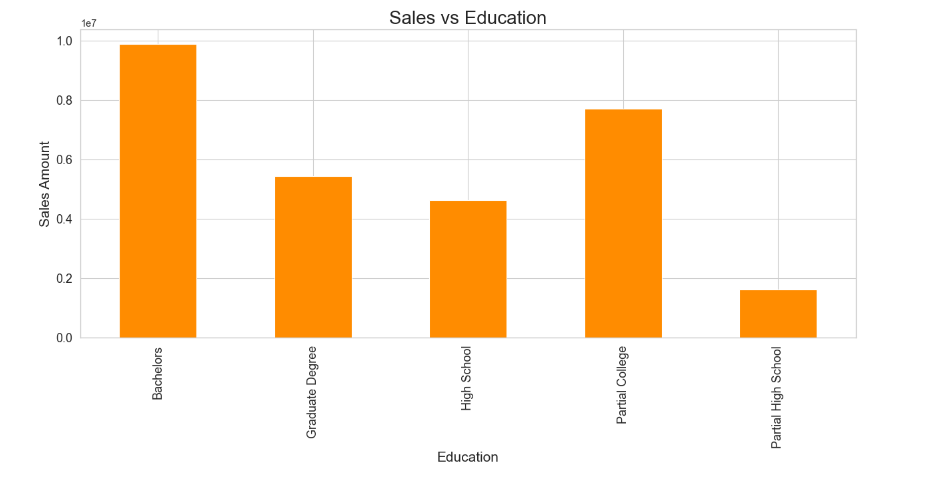 Sales vs Education
1e7
1.0
0.8
0.6
0.4
0.2
0.0
Sales Amount
Bachelors
Graduate Degree
High School
Partial College
Partial High School
Education